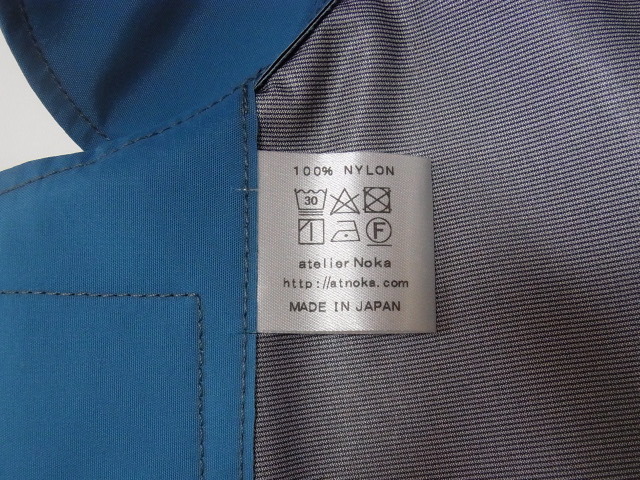 100% NYLON
30
F
atelier Noka
http://atnoka.com
MADE IN JAPAN